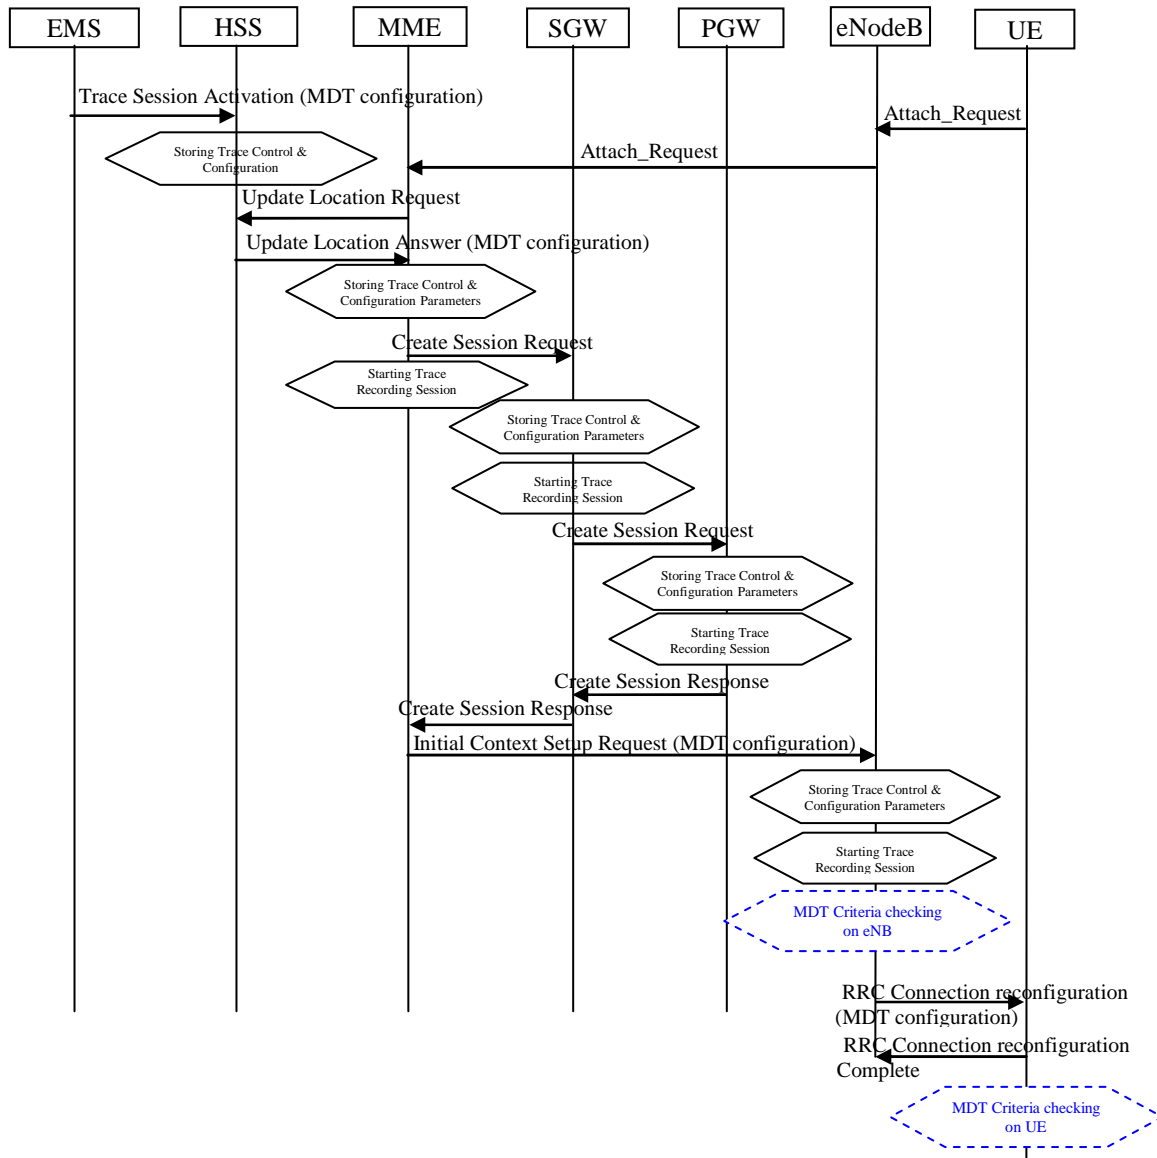 EMS
HSS
MME
SGW
PGW
eNodeB
UE
Trace Session Activation (MDT configuration)
Attach_Request
Storing Trace Control &
Configuration
Attach_Request
Update Location Request
Update Location Answer (MDT configuration)
Storing Trace Control &
Configuration Parameters
Create Session Request
Starting Trace
Recording Session
Storing Trace Control &
Configuration Parameters
Starting Trace
Recording Session
Create Session Request
Storing Trace Control &
Configuration Parameters
Starting Trace
Recording Session
Create Session Response
Create Session Response
Initial Context Setup Request (MDT configuration)
Storing Trace Control &
Configuration Parameters
Starting Trace
Recording Session
MDT Criteria checking
on eNB
RRC Connection reconfiguration
(MDT configuration)
RRC Connection reconfiguration
Complete
MDT Criteria checking
on UE